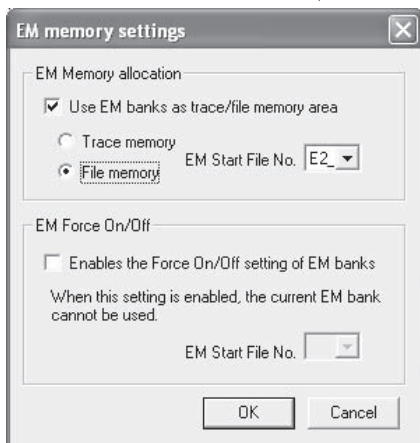 EM memory settings
EM Memory allocation
Use EM banks as trace/file memory area
Trace memory
File memory
EM Start File No. E2_
EM Force On/Off
Enables the Force On/Off setting of EM banks
When this setting is enabled, the current EM bank
cannot be used.
EM Start File No.
OK Cancel